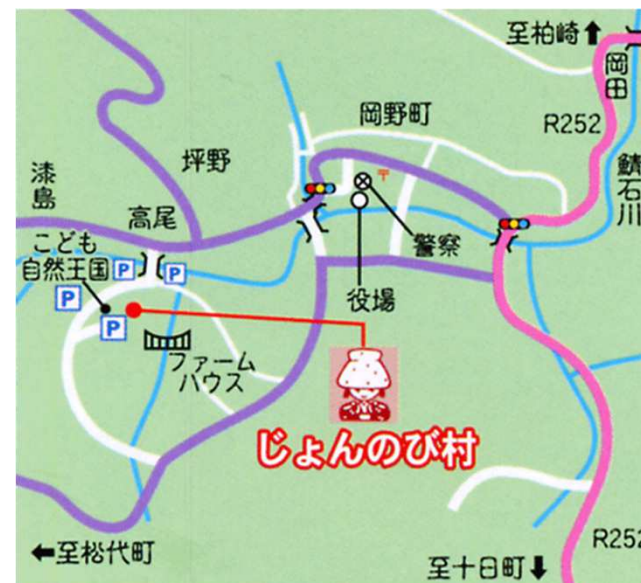 至柏崎↑
岡田
岡野町
R252
鯖石川
坪野
漆島
高尾
〒
こども
自然王国
P
P
P
P
警察
役場
ファーム
ハウス
じょんのび村
←至松代町
至十日町↓
R252